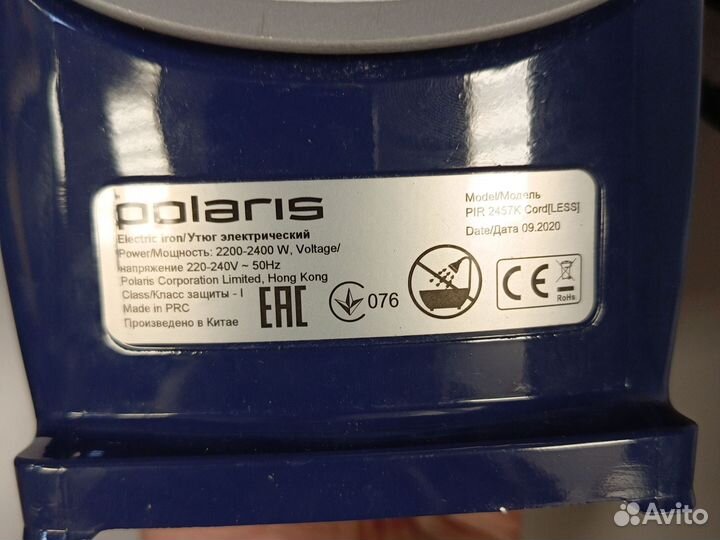 polaris
Electric iron/Утюг электрический
Power/Мощность: 2200-2400 W, Voltage/
напряжение 220-240V ~ 50Hz
Polaris Corporation Limited, Hong Kong
Class/Класс защиты - I
Made in PRC
Произведено в Китае
EAC
076
Model/Модель
PIR 2457K Cord[LESS]
Date/Дата 09.2020
CE
RoHs
Avito